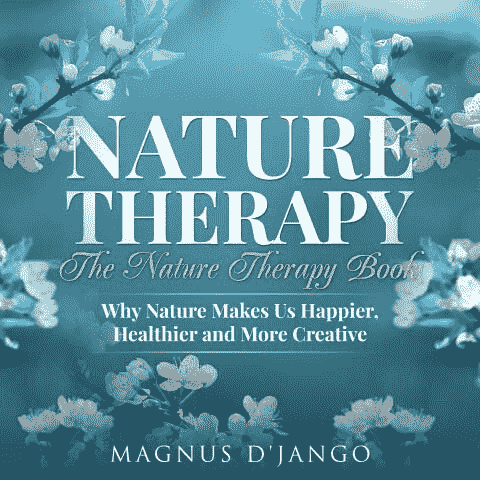 NATURE
THERAPY
The Nature Therapy Book
Why Nature Makes Us Happier,
Healthier and More Creative
MAGNUS D'JANGO